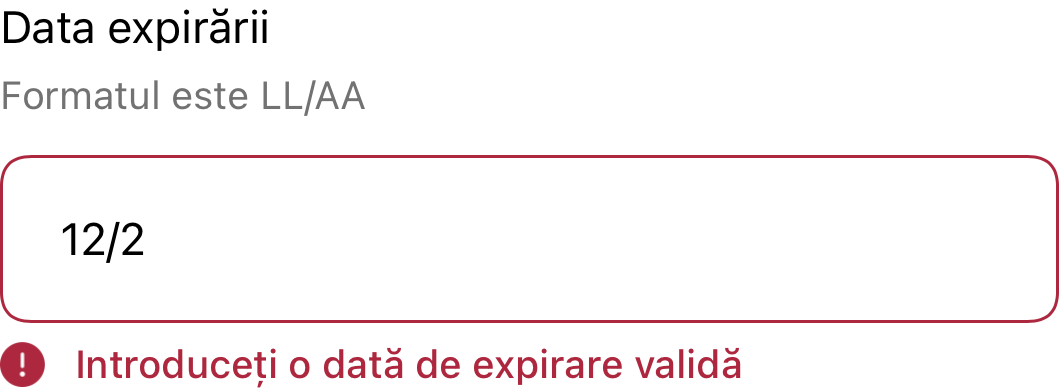 Data expirării
Formatul este LL/AA
12/2
Introduceți o dată de expirare validă